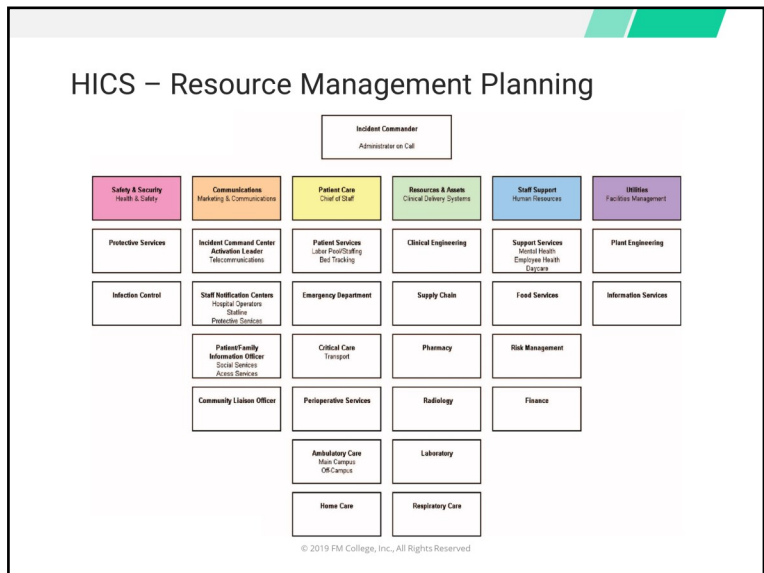 HICS – Resource Management Planning
Incident Commander
Administrator on Call
Safety & Security
Health & Safety
Communications
Marketing & Communications
Patient Care
Chief of Staff
Resources & Assets
Clinical Delivery Systems
Staff Support
Human Resources
Utilities
Facilities Management
Protective Services
Incident Command Center
Activation Leader
Telecommunications
Patient Services
Labor Pool/Staffing
Bed Tracking
Clinical Engineering
Support Services
Mental Health
Employee Health
Daycare
Plant Engineering
Infection Control
Staff Notification Centers
Hospital Operators
Statline
Protective Services
Emergency Department
Supply Chain
Food Services
Information Services
Patient/Family
Information Officer
Social Services
Acess Services
Critical Care
Transport
Pharmacy
Risk Management
Community Liaison Officer
Perioperative Services
Radiology
Finance
Ambulatory Care
Main Campus
Off-Campus
Laboratory
Home Care
Respiratory Care
© 2019 FM College, Inc., All Rights Reserved